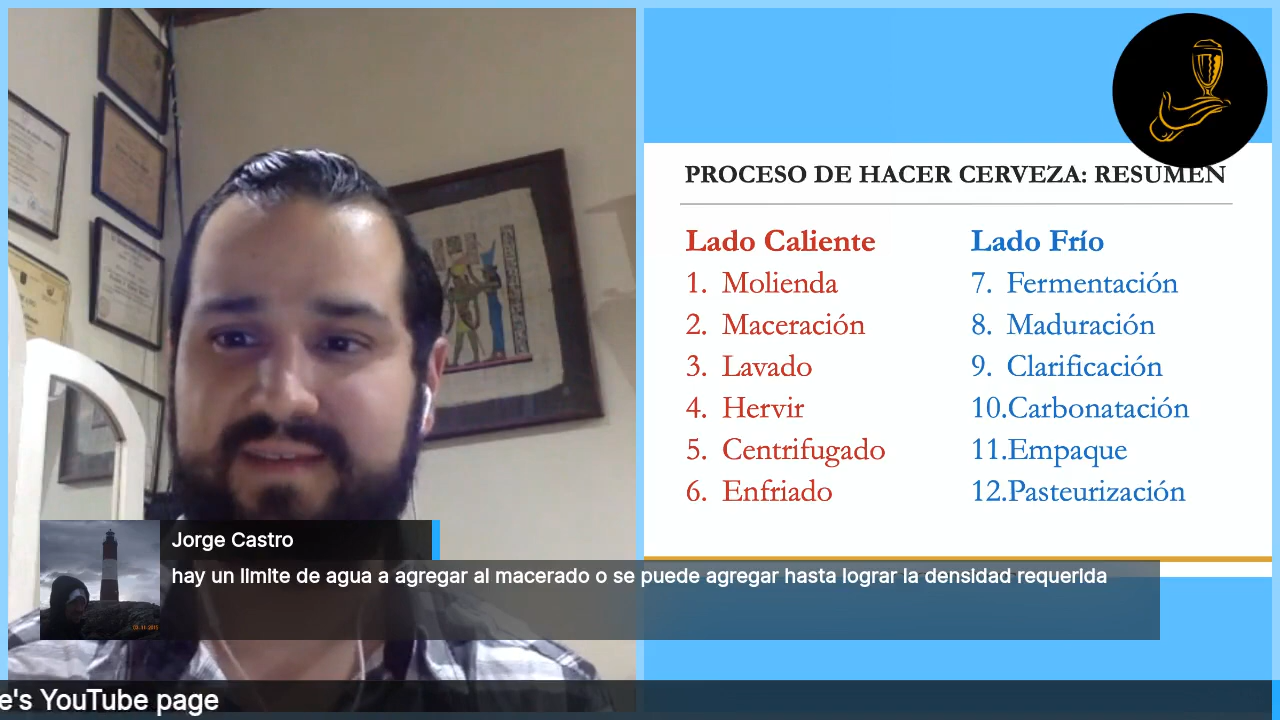 PROCESO DE HACER CERVEZA: RESUMEN
Lado Caliente
1. Molienda
2. Maceración
3. Lavado
4. Hervir
5. Centrifugado
6. Enfriado
Lado Frío
7. Fermentación
8. Maduración
9. Clarificación
10.Carbonatación
11.Empaque
12.Pasteurización
Jorge Castro
hay un limite de agua a agregar al macerado o se puede agregar hasta lograr la densidad requerida
e's YouTube page